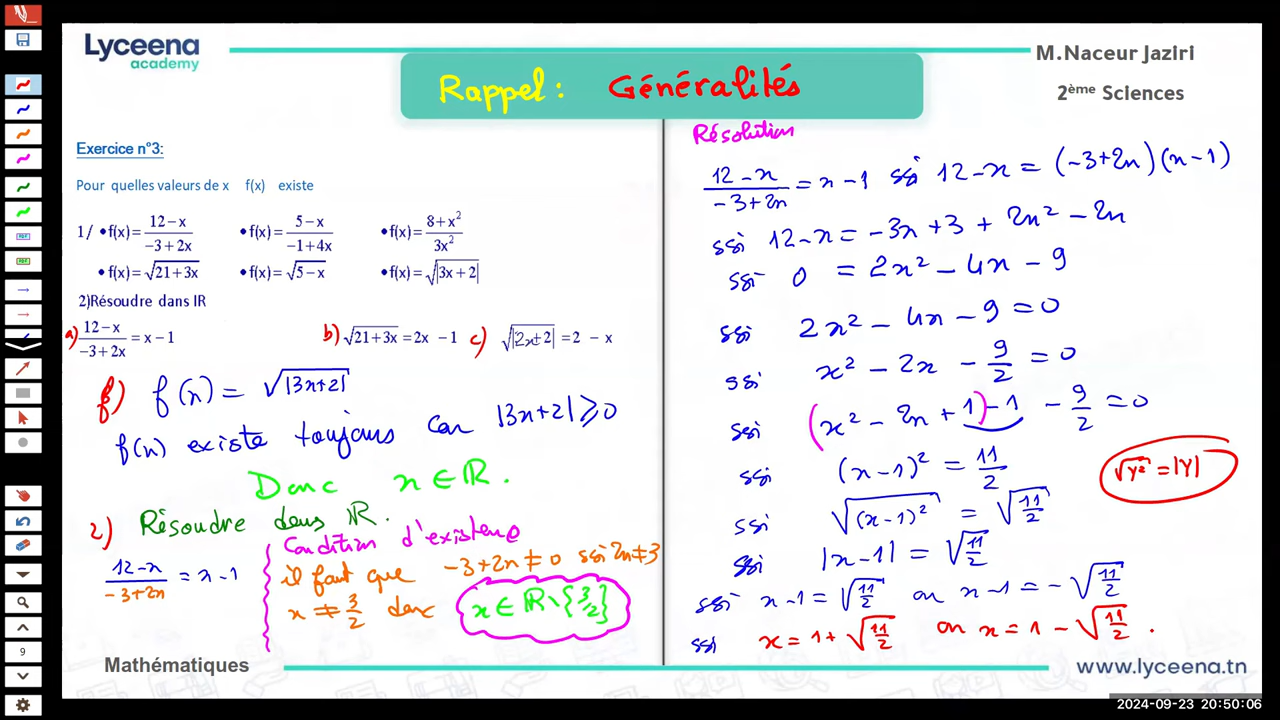 Lyceena
academy
M.Naceur Jaziri
2ème Sciences
Rappel : Généralités
Exercice n°3:
Pour quelles valeurs de x f(x) existe
1/ •f(x)=(12−x)/(−3+2x) •f(x)=(5−x)/(−1+4x) •f(x)=(8+x²)/(3x²)
•f(x)=√(21+3x) •f(x)=√(5−x) •f(x)=√|3x+2|
2)Résoudre dans IR
a) (12−x)/(−3+2x) = x−1 b) √(21+3x) = 2x −1 c) √|2x+2| = 2 − x
f) f(x) = √|3x+2|
f(x) existe toujours car |3x+2| ≥ 0
Donc x ∈ ℝ.
2) Résoudre dans ℝ.
(12−x)/(−3+2x) = x−1
Condition d'existence
il faut que −3+2x ≠ 0 ssi 2x≠3
x ≠ 3/2 donc x ∈ ℝ\{3/2}
Résolution
(12−x)/(−3+2x) = x−1 ssi 12−x = (−3+2x)(x−1)
ssi 12−x = −3x+3+2x²−2x
ssi 0 = 2x²−4x−9
ssi 2x²−4x−9=0
ssi x²−2x−9/2=0
ssi (x²−2x+1)−1−9/2=0
ssi (x−1)²=11/2
√y² = |y|
ssi √(x−1)² = √11/2
ssi |x−1| = √11/2
ssi x−1=√11/2 ou x−1=−√11/2
ssi x=1+√11/2 ou x=1−√11/2 .
Mathématiques
www.lyceena.tn
9
2024-09-23 20:50:06